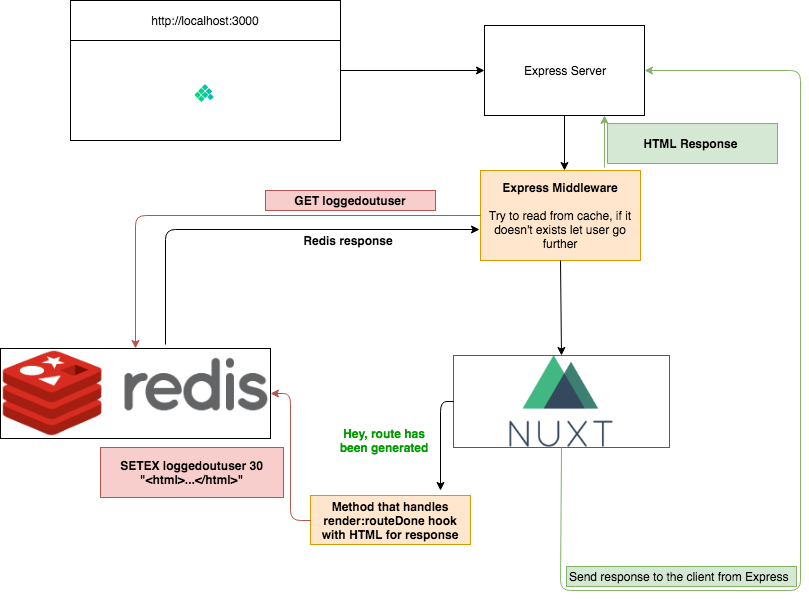 http://localhost:3000
Express Server
HTML Response
Express Middleware
Try to read from cache, if it
doesn't exists let user go
further
GET loggedoutuser
Redis response
redis
NUXT
Hey, route has
been generated
SETEX loggedoutuser 30
"<html>...</html>"
Method that handles
render:routeDone hook
with HTML for response
Send response to the client from Express